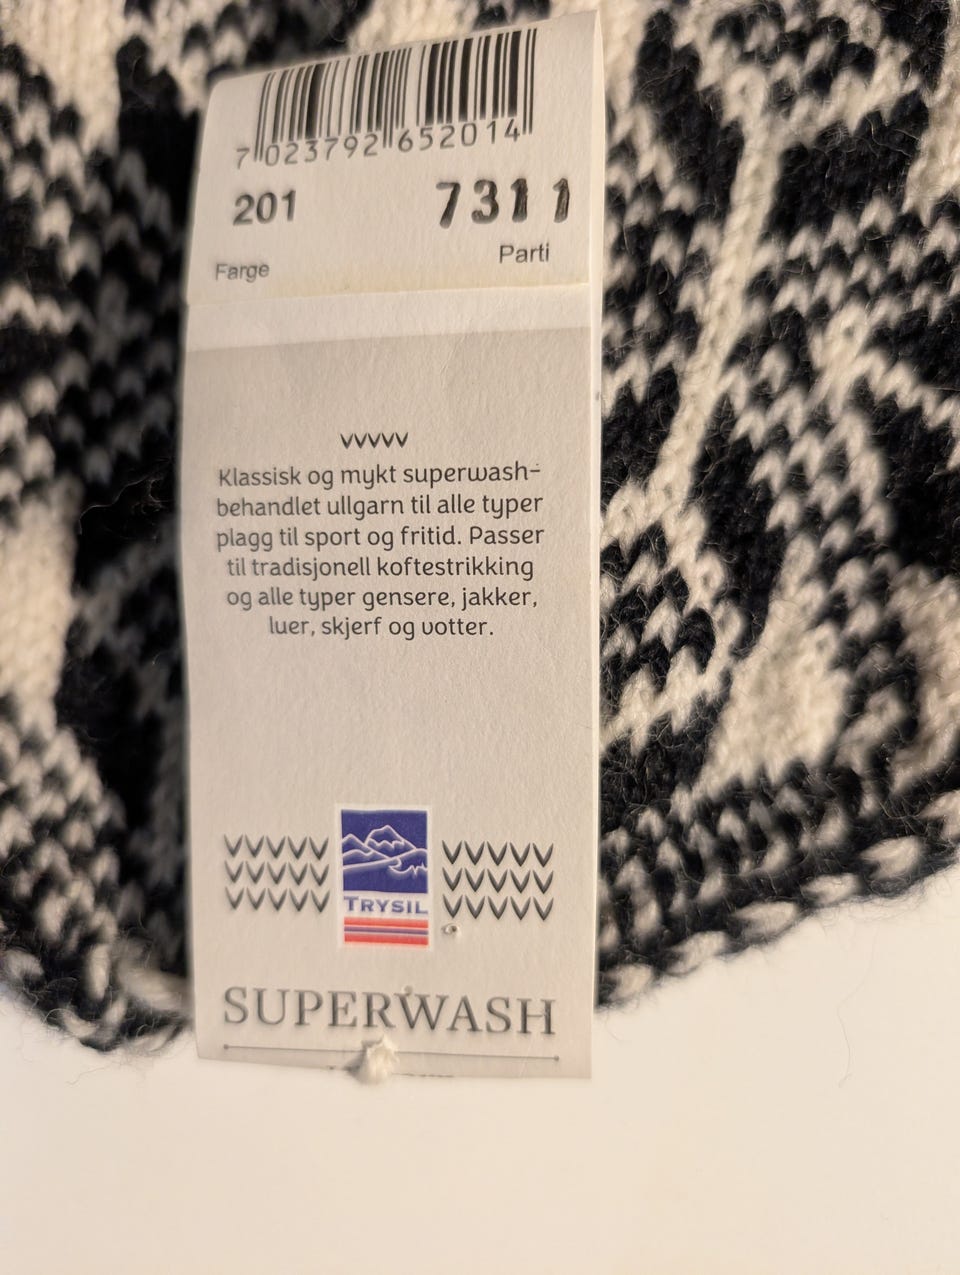 7 023792 652014
201 7311
Farge Parti
Klassisk og mykt superwash-
behandlet ullgarn til alle typer
plagg til sport og fritid. Passer
til tradisjonell koftestrikking
og alle typer gensere, jakker,
luer, skjerf og votter.
TRYSIL
SUPERWASH